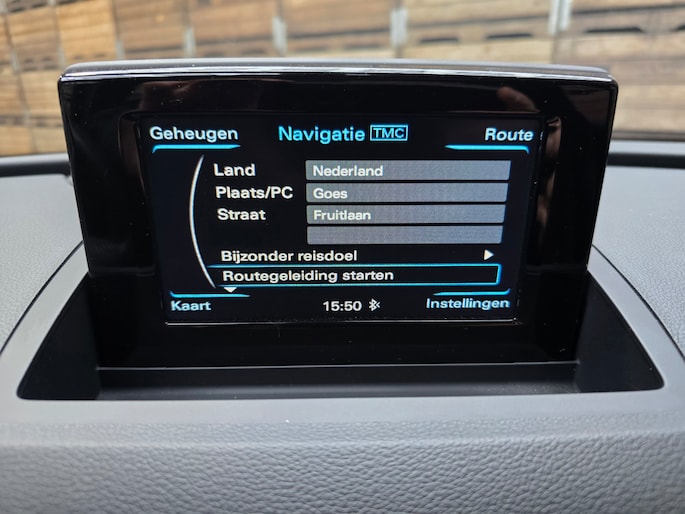 Geheugen Navigatie TMC Route
Land Nederland
Plaats/PC Goes
Straat Fruitlaan
Bijzonder reisdoel
Routegeleiding starten
Kaart 15:50 Instellingen